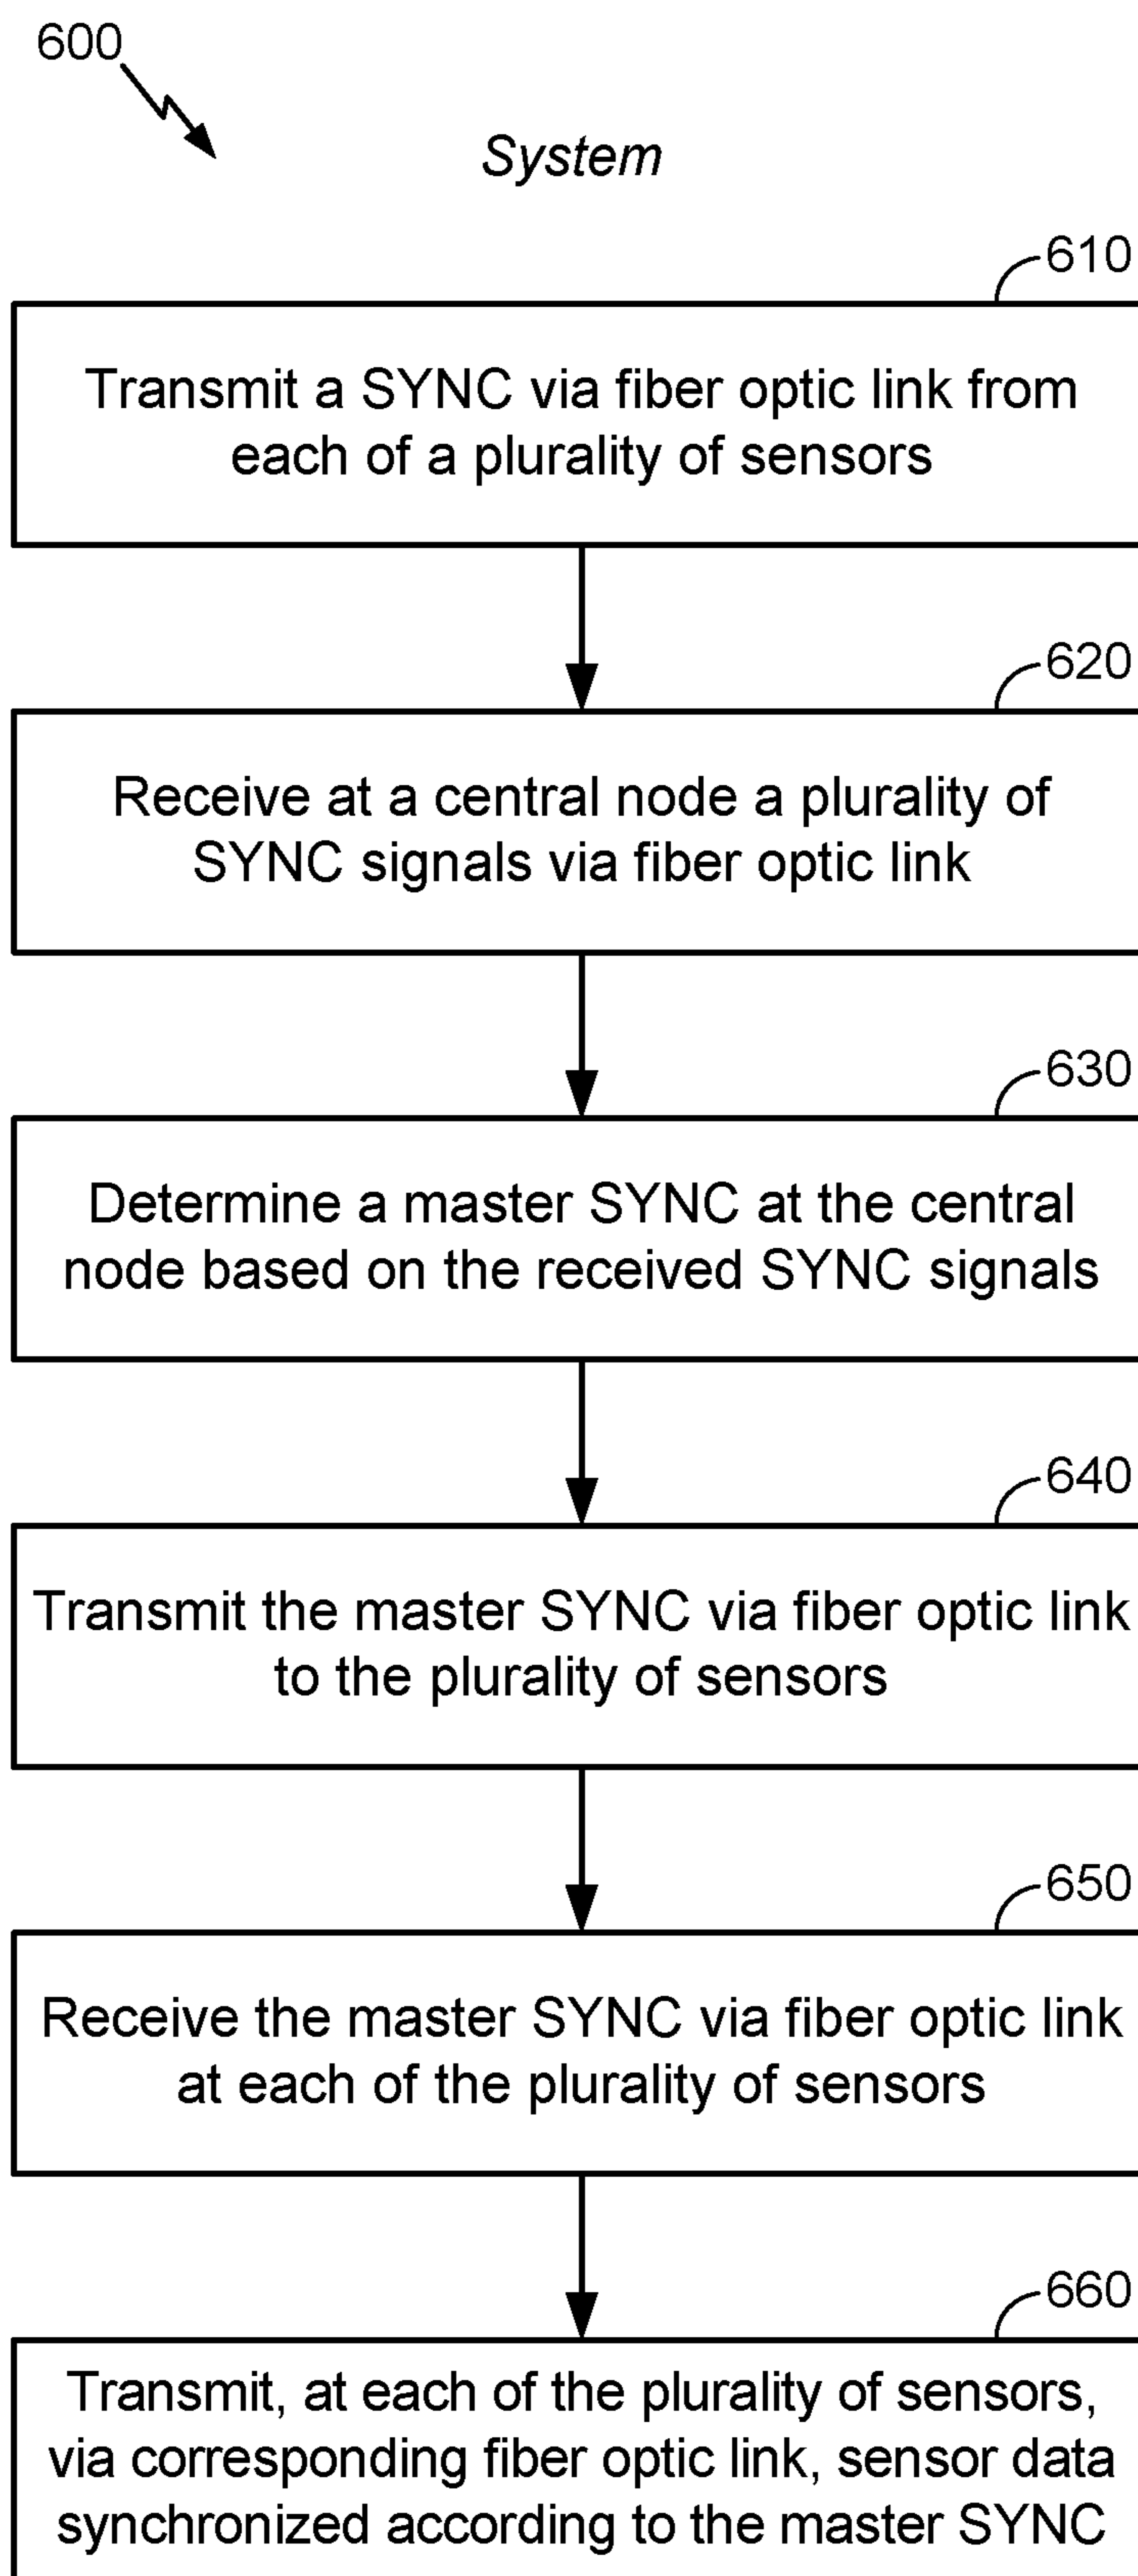 600
System
610
Transmit a SYNC via fiber optic link from
each of a plurality of sensors
620
Receive at a central node a plurality of
SYNC signals via fiber optic link
630
Determine a master SYNC at the central
node based on the received SYNC signals
640
Transmit the master SYNC via fiber optic link
to the plurality of sensors
650
Receive the master SYNC via fiber optic link
at each of the plurality of sensors
660
Transmit, at each of the plurality of sensors,
via corresponding fiber optic link, sensor data
synchronized according to the master SYNC